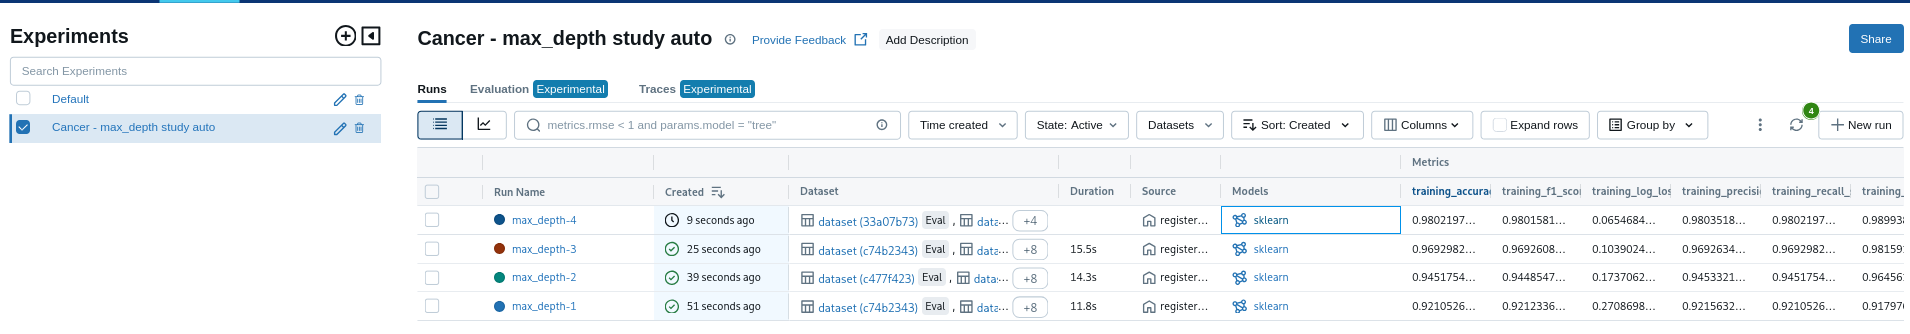 Experiments
Search Experiments
Default
Cancer - max_depth study auto
Cancer - max_depth study auto Provide Feedback Add Description Share
Runs Evaluation Experimental Traces Experimental
metrics.rmse < 1 and params.model = "tree" Time created State: Active Datasets Sort: Created Columns Expand rows Group by 4 New run
Metrics
Run Name Created Dataset Duration Source Models training_accura training_f1_scor training_log_los training_precisi training_recall_ training_
max_depth-4 9 seconds ago dataset (33a07b73) Eval , data... +4 register... sklearn 0.9802197... 0.9801581... 0.0654684... 0.9803518... 0.9802197... 0.98993
max_depth-3 25 seconds ago dataset (c74b2343) Eval , data... +8 15.5s register... sklearn 0.9692982... 0.9692608... 0.1039024... 0.9692634... 0.9692982... 0.98159
max_depth-2 39 seconds ago dataset (c477f423) Eval , data... +8 14.3s register... sklearn 0.9451754... 0.9448547... 0.1737062... 0.9453321... 0.9451754... 0.96456
max_depth-1 51 seconds ago dataset (c74b2343) Eval , data... +8 11.8s register... sklearn 0.9210526... 0.9212336... 0.2708698... 0.9215632... 0.9210526... 0.91797